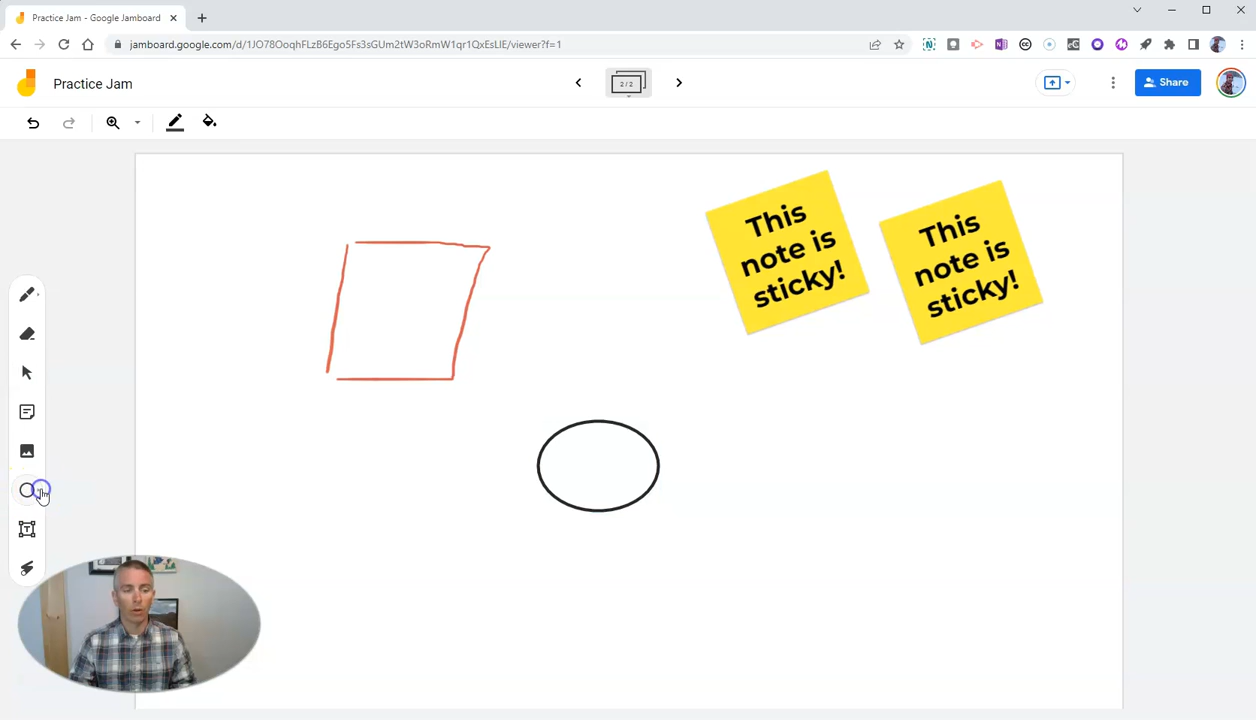 Practice Jam - Google Jamboard
jamboard.google.com/d/1JO78OoqhFLzB6Ego5Fs3sGUm2tW3oRmW1qr1QxEsLIE/viewer?f=1
Practice Jam
2 / 2
Share
This
note is
sticky!
This
note is
sticky!